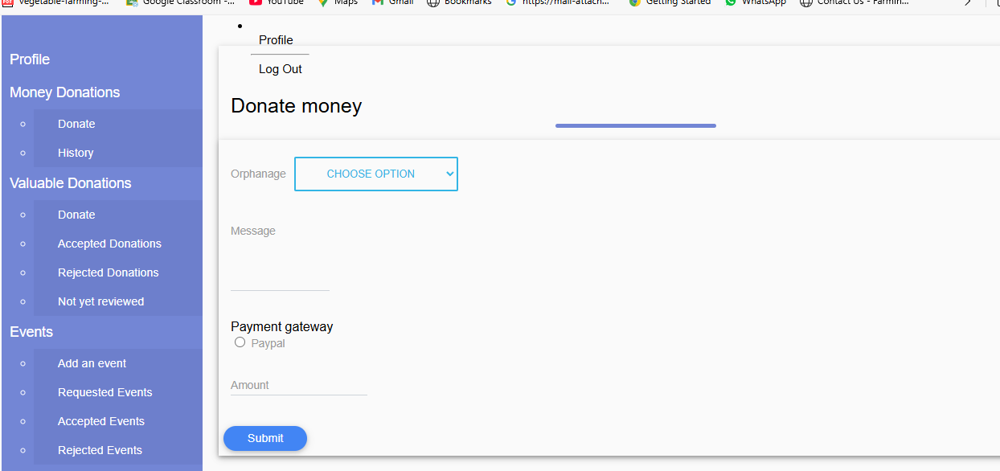 vegetable-farming-... Google Classroom -... YouTube Maps Gmail Bookmarks https://mail-attach... Getting Started WhatsApp Contact Us - Farmin...
Profile
Log Out
Profile
Money Donations
Donate
History
Valuable Donations
Donate
Accepted Donations
Rejected Donations
Not yet reviewed
Events
Add an event
Requested Events
Accepted Events
Rejected Events
Donate money
Orphanage CHOOSE OPTION
Message
Payment gateway
Paypal
Amount
Submit